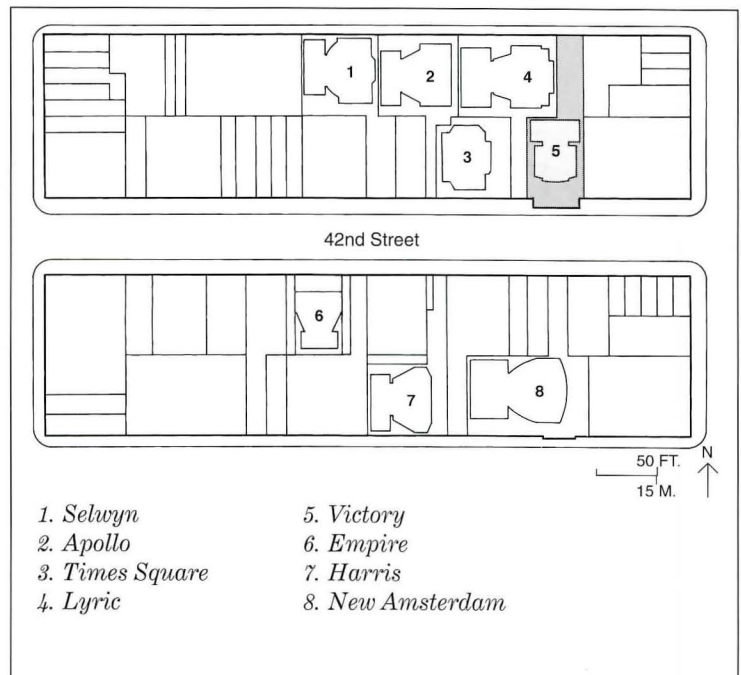 1
2
4
3
5
42nd Street
6
7
8
50 FT.
15 M.
N
1. Selwyn
2. Apollo
3. Times Square
4. Lyric
5. Victory
6. Empire
7. Harris
8. New Amsterdam